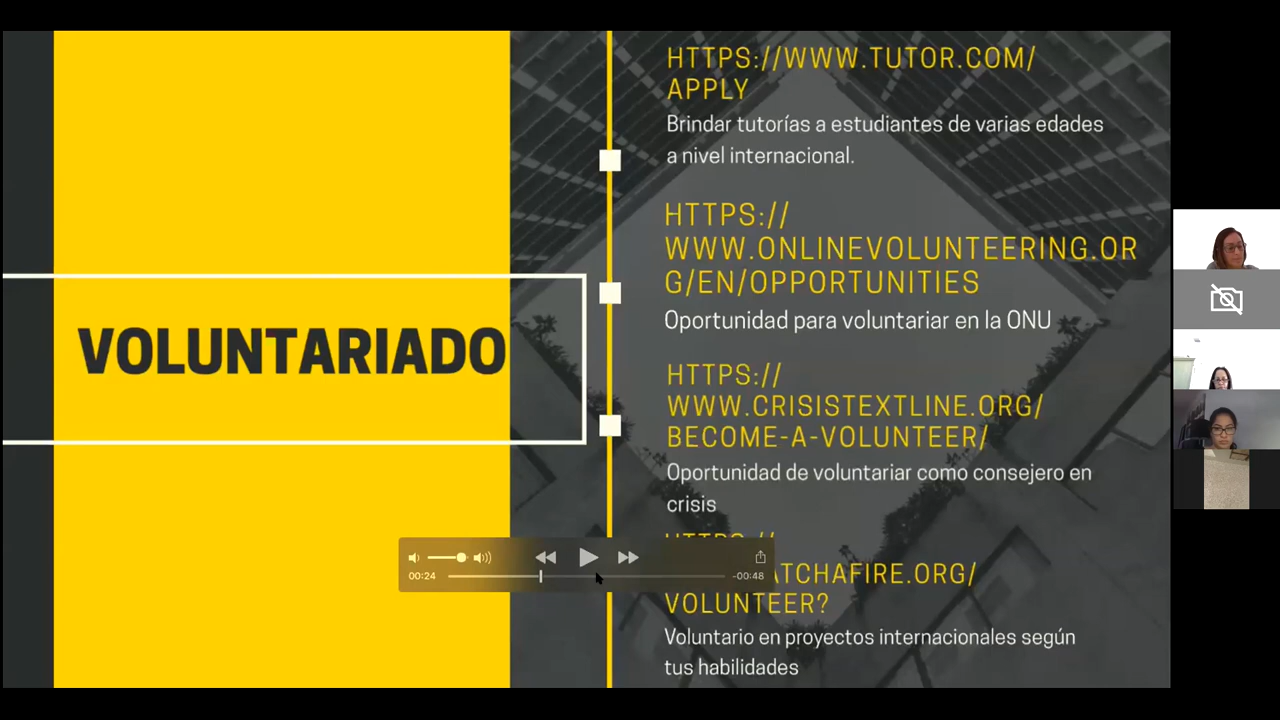 VOLUNTARIADO
HTTPS://WWW.TUTOR.COM/
APPLY
Brindar tutorías a estudiantes de varias edades
a nivel internacional.
HTTPS://
WWW.ONLINEVOLUNTEERING.OR
G/EN/OPPORTUNITIES
Oportunidad para voluntariar en la ONU
HTTPS://
WWW.CRISISTEXTLINE.ORG/
BECOME-A-VOLUNTEER/
Oportunidad de voluntariar como consejero en
crisis
HTTPS://
ATCHAFIRE.ORG/
VOLUNTEER?
Voluntario en proyectos internacionales según
tus habilidades
00:24
-00:48